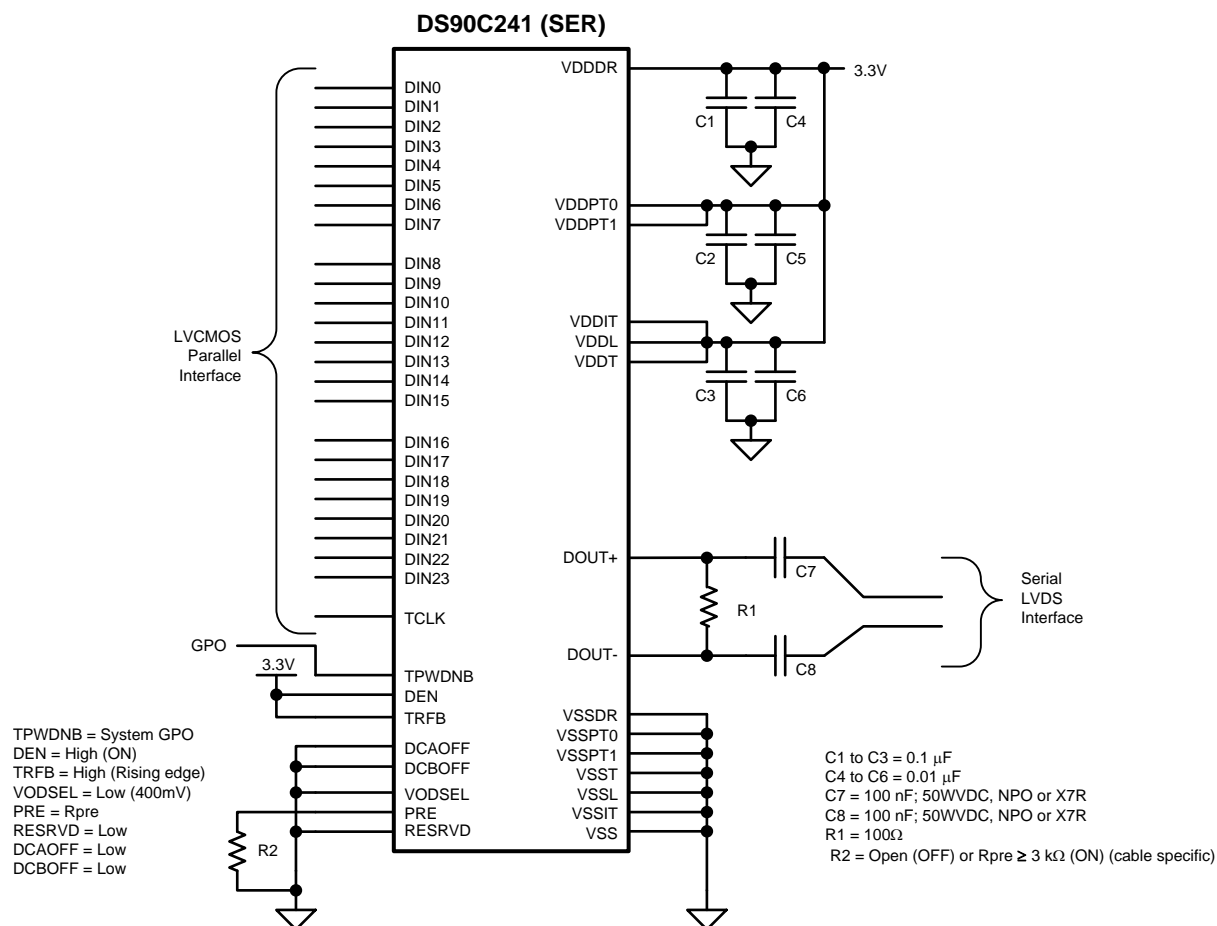 DS90C241 (SER)
DIN0
DIN1
DIN2
DIN3
DIN4
DIN5
DIN6
DIN7
DIN8
DIN9
DIN10
DIN11
DIN12
DIN13
DIN14
DIN15
DIN16
DIN17
DIN18
DIN19
DIN20
DIN21
DIN22
DIN23
TCLK
TPWDNB
DEN
TRFB
DCAOFF
DCBOFF
VODSEL
PRE
RESRVD
LVCMOS
Parallel
Interface
GPO
3.3V
R2
TPWDNB = System GPO
DEN = High (ON)
TRFB = High (Rising edge)
VODSEL = Low (400mV)
PRE = Rpre
RESRVD = Low
DCAOFF = Low
DCBOFF = Low
VDDDR
VDDPT0
VDDPT1
VDDIT
VDDL
VDDT
DOUT+
DOUT-
VSSDR
VSSPT0
VSSPT1
VSST
VSSL
VSSIT
VSS
3.3V
C1
C4
C2
C5
C3
C6
C7
R1
C8
Serial
LVDS
Interface
C1 to C3 = 0.1 μF
C4 to C6 = 0.01 μF
C7 = 100 nF; 50WVDC, NPO or X7R
C8 = 100 nF; 50WVDC, NPO or X7R
R1 = 100Ω
R2 = Open (OFF) or Rpre ≥ 3 kΩ (ON) (cable specific)